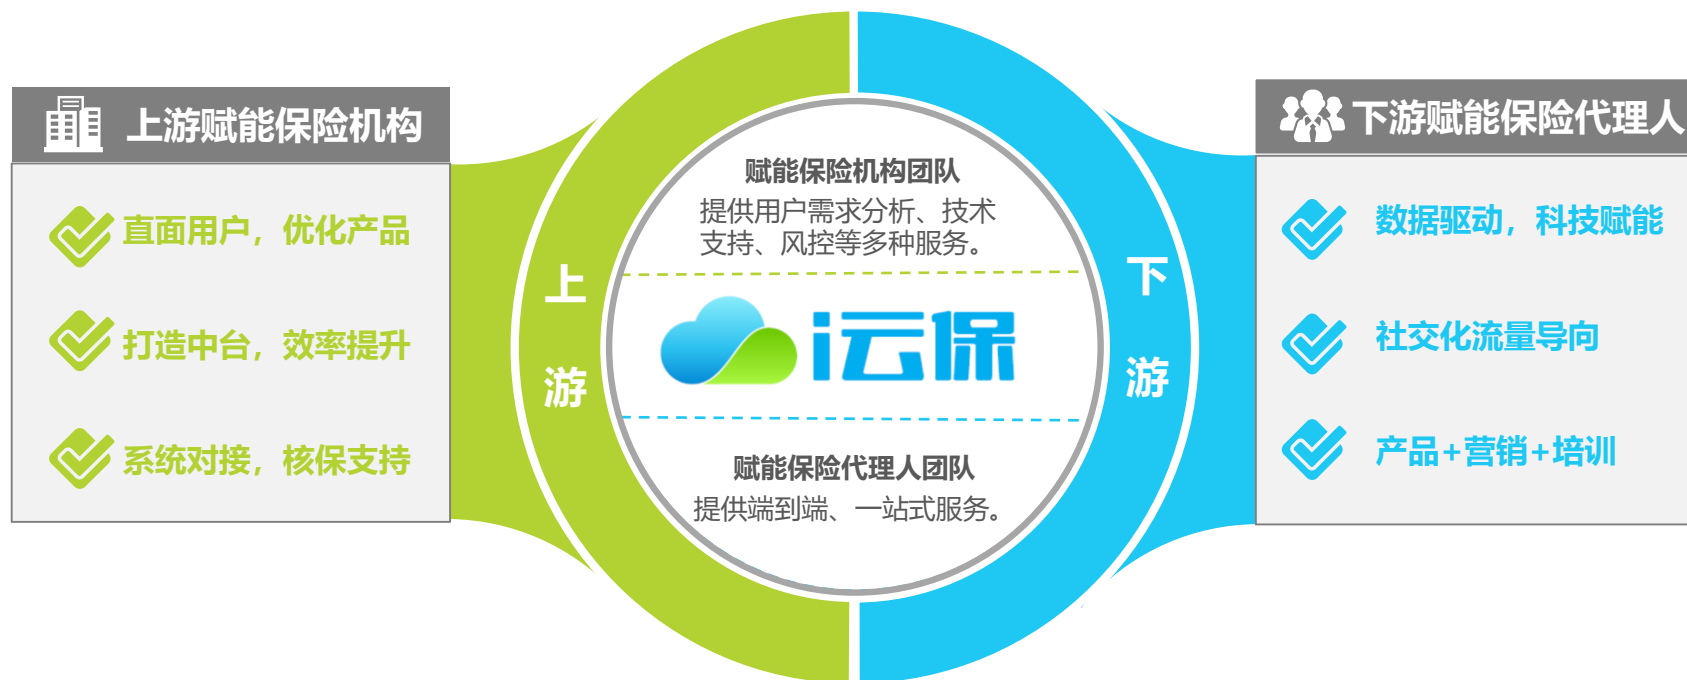 上游赋能保险机构
直面用户，优化产品
打造中台，效率提升
系统对接，核保支持
上
游
赋能保险机构团队
提供用户需求分析、技术
支持、风控等多种服务。
i云保
赋能保险代理人团队
提供端到端、一站式服务。
下
游
下游赋能保险代理人
数据驱动，科技赋能
社交化流量导向
产品+营销+培训